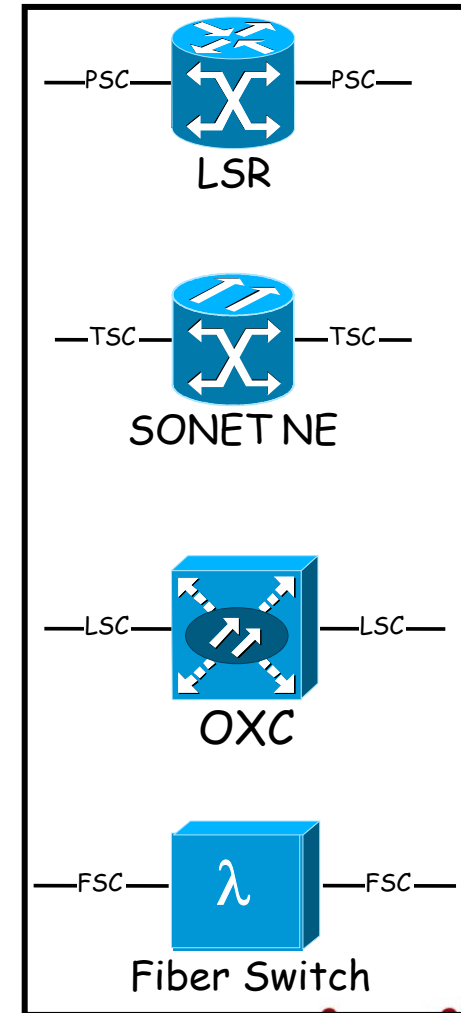 PSC PSC
LSR
TSC TSC
SONET NE
LSC LSC
OXC
FSC λ FSC
Fiber Switch